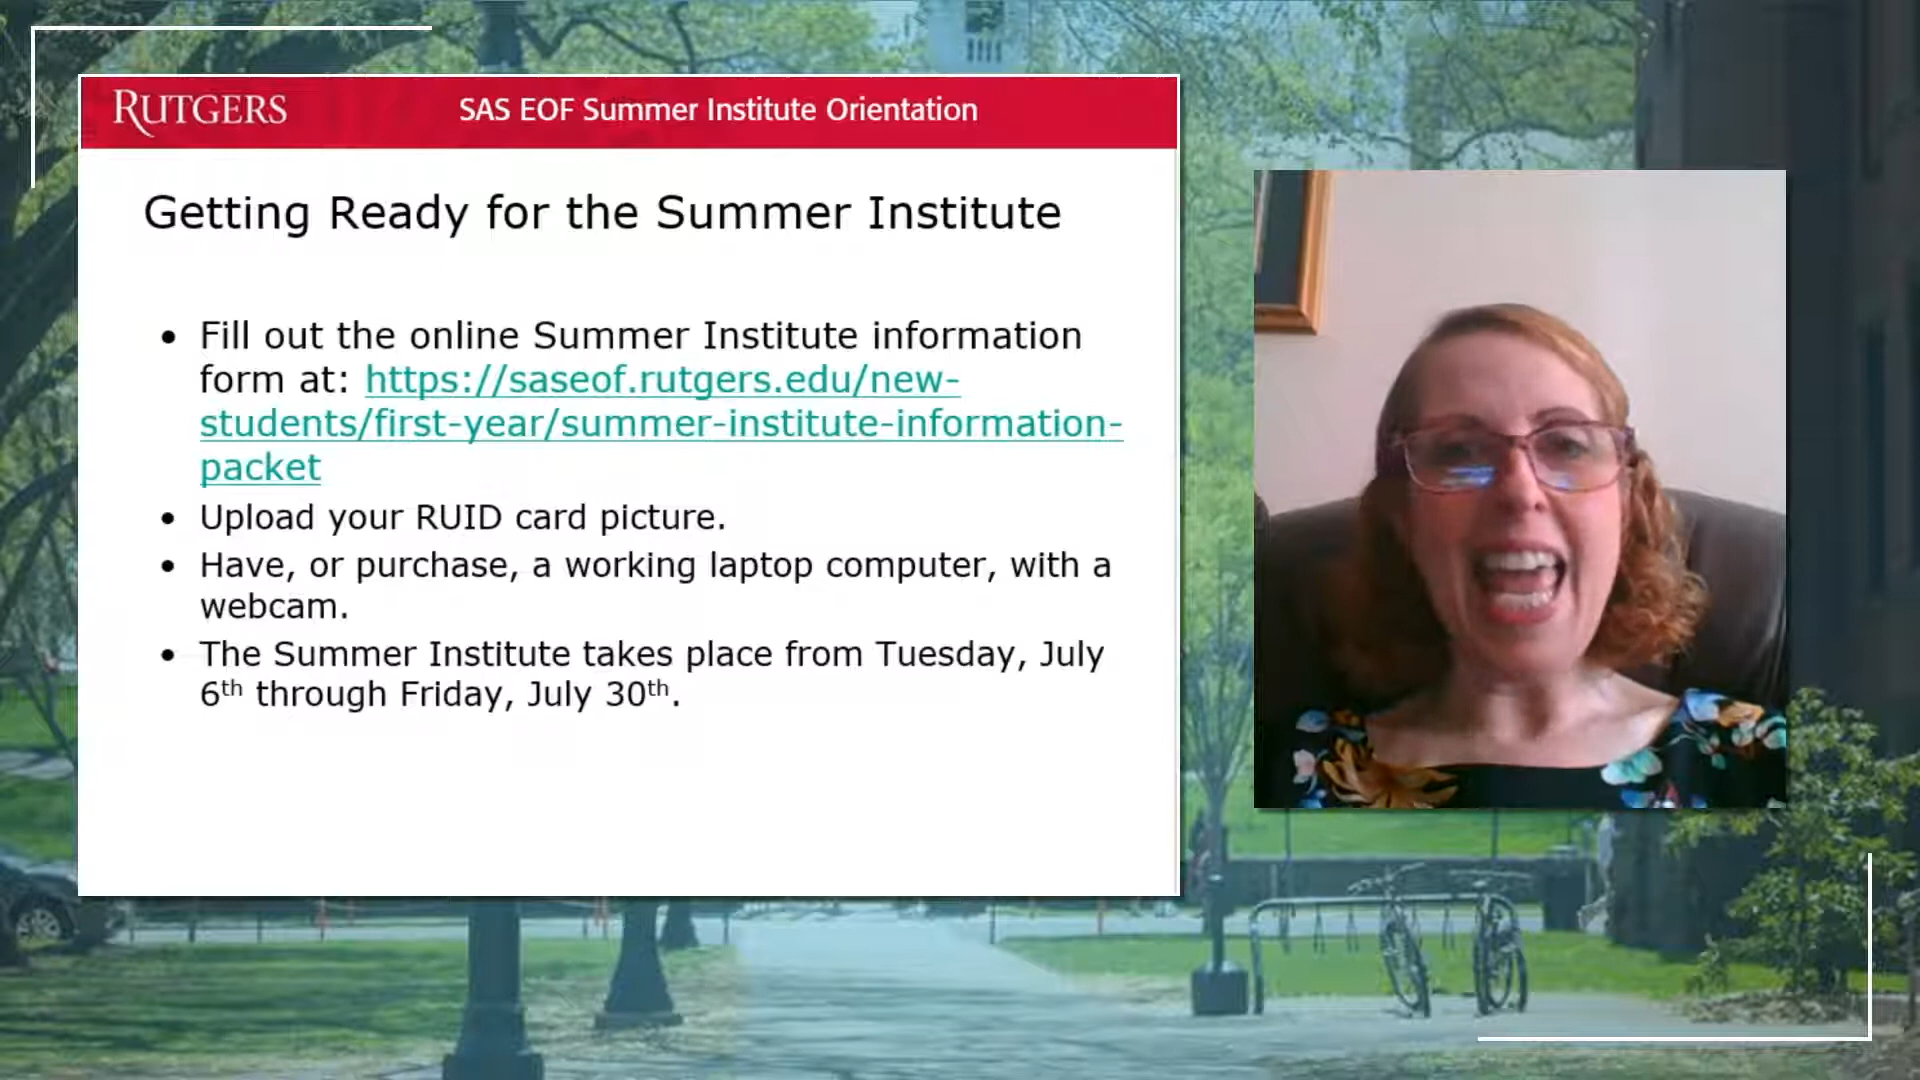 RUTGERS
SAS EOF Summer Institute Orientation
Getting Ready for the Summer Institute
• Fill out the online Summer Institute information
form at: https://saseof.rutgers.edu/new-
students/first-year/summer-institute-information-
packet
• Upload your RUID card picture.
• Have, or purchase, a working laptop computer, with a
webcam.
• The Summer Institute takes place from Tuesday, July
6th through Friday, July 30th.